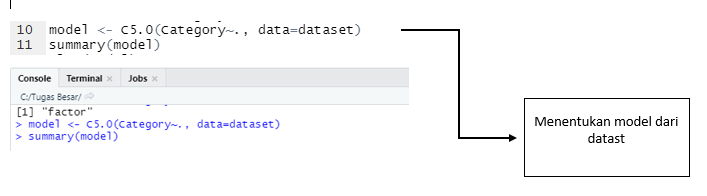 10 model <- C5.0(Category~., data=dataset)
11 summary(model)
Console Terminal × Jobs ×
C:/Tugas Besar/
[1] "factor"
> model <- C5.0(Category~., data=dataset)
> summary(model)
Menentukan model dari
datast